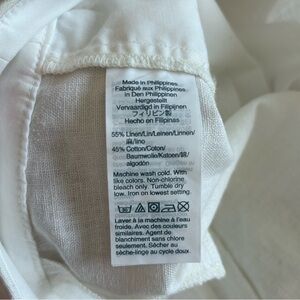 Made in Philippines
Fabriqué aux Philippines
In Den Philippinen
Hergestellt
Vervaardigd in Filipijnen
フィリピン製
Hecho en Filipinas
55% Linen/Lin/Leinen/Linnen/
麻/lino
45% Cotton/Coton/
Baumwolle/Katoen/綿/
algodón
Machine wash cold. With
like colors. Non-chlorine
bleach only. Tumble dry
low. Iron on lowest setting.
Laver à la machine à l'eau
froide. Avec des couleurs
similaires. Agent de
blanchiment sans chlore
seulement. Sécher au
sèche-linge au cycle doux.